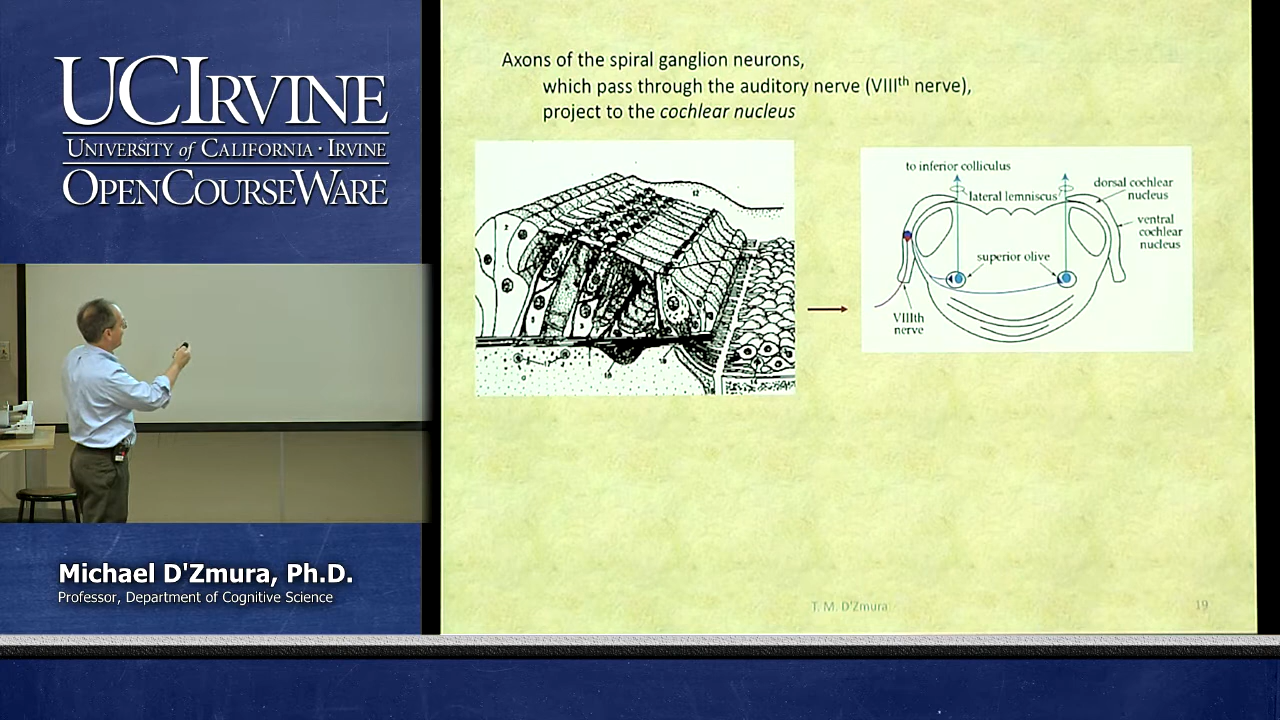 UCIRVINE
UNIVERSITY of CALIFORNIA · IRVINE
OPENCOURSEWARE
Michael D'Zmura, Ph.D.
Professor, Department of Cognitive Science
Axons of the spiral ganglion neurons,
which pass through the auditory nerve (VIIIth nerve),
project to the cochlear nucleus
to inferior colliculus
lateral lemniscus
dorsal cochlear
nucleus
ventral
cochlear
nucleus
superior olive
VIIIth
nerve
T. M. D'Zmura
19